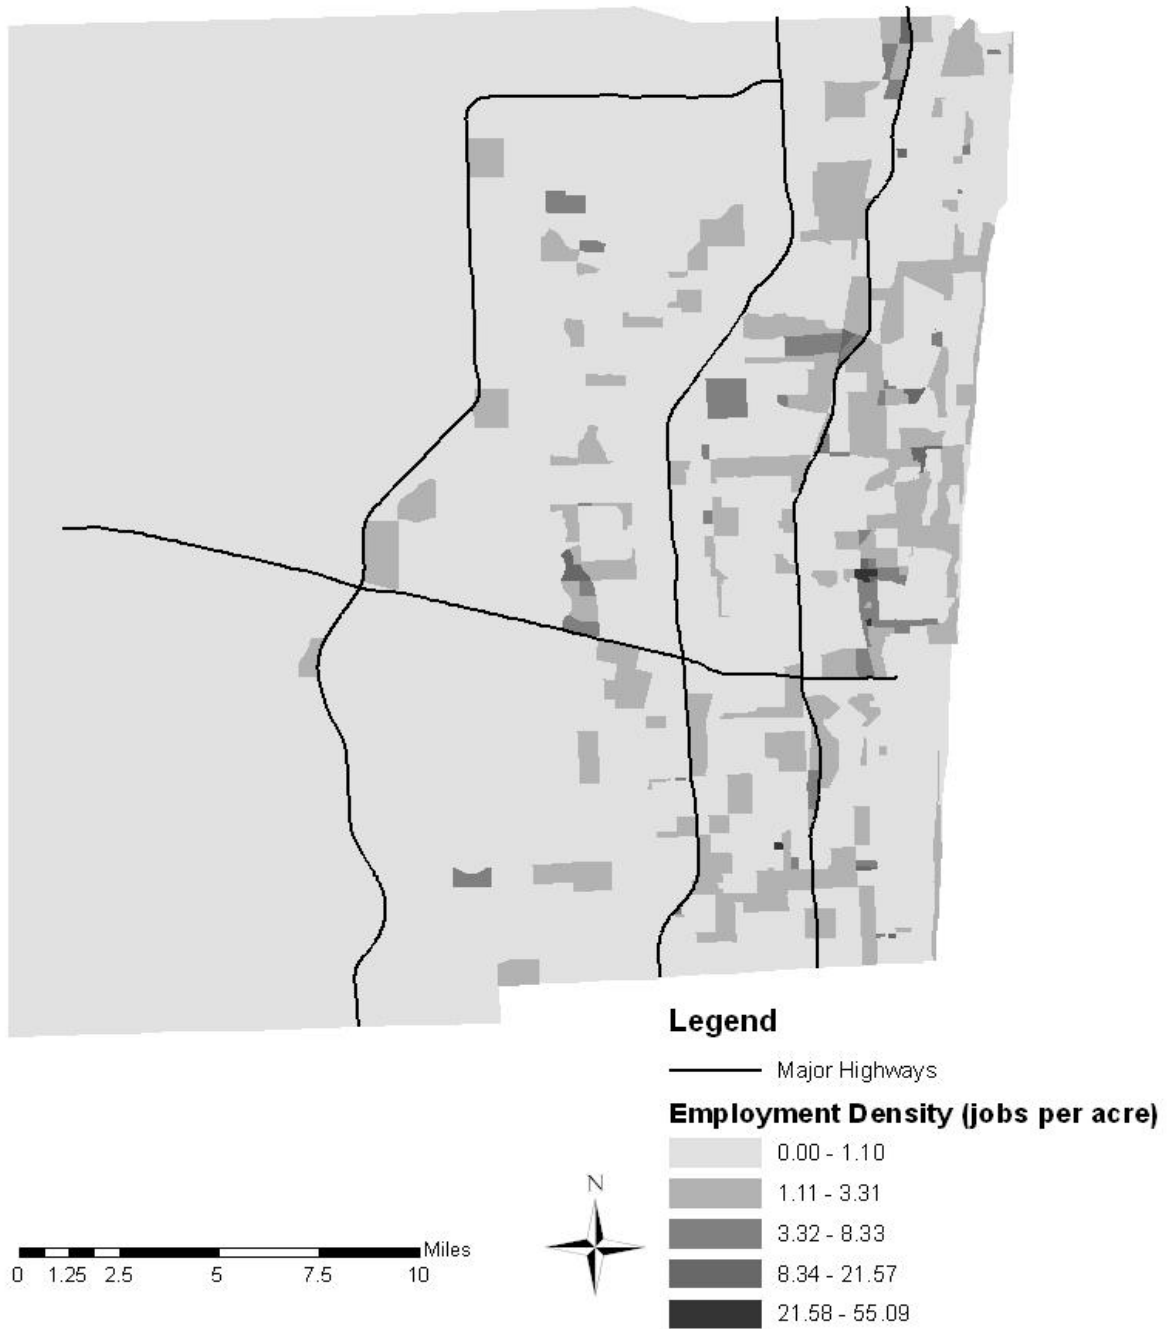 Legend
Major Highways
Employment Density (jobs per acre)
0.00 - 1.10
1.11 - 3.31
3.32 - 8.33
8.34 - 21.57
21.58 - 55.09
N
Miles
0 1.25 2.5 5 7.5 10